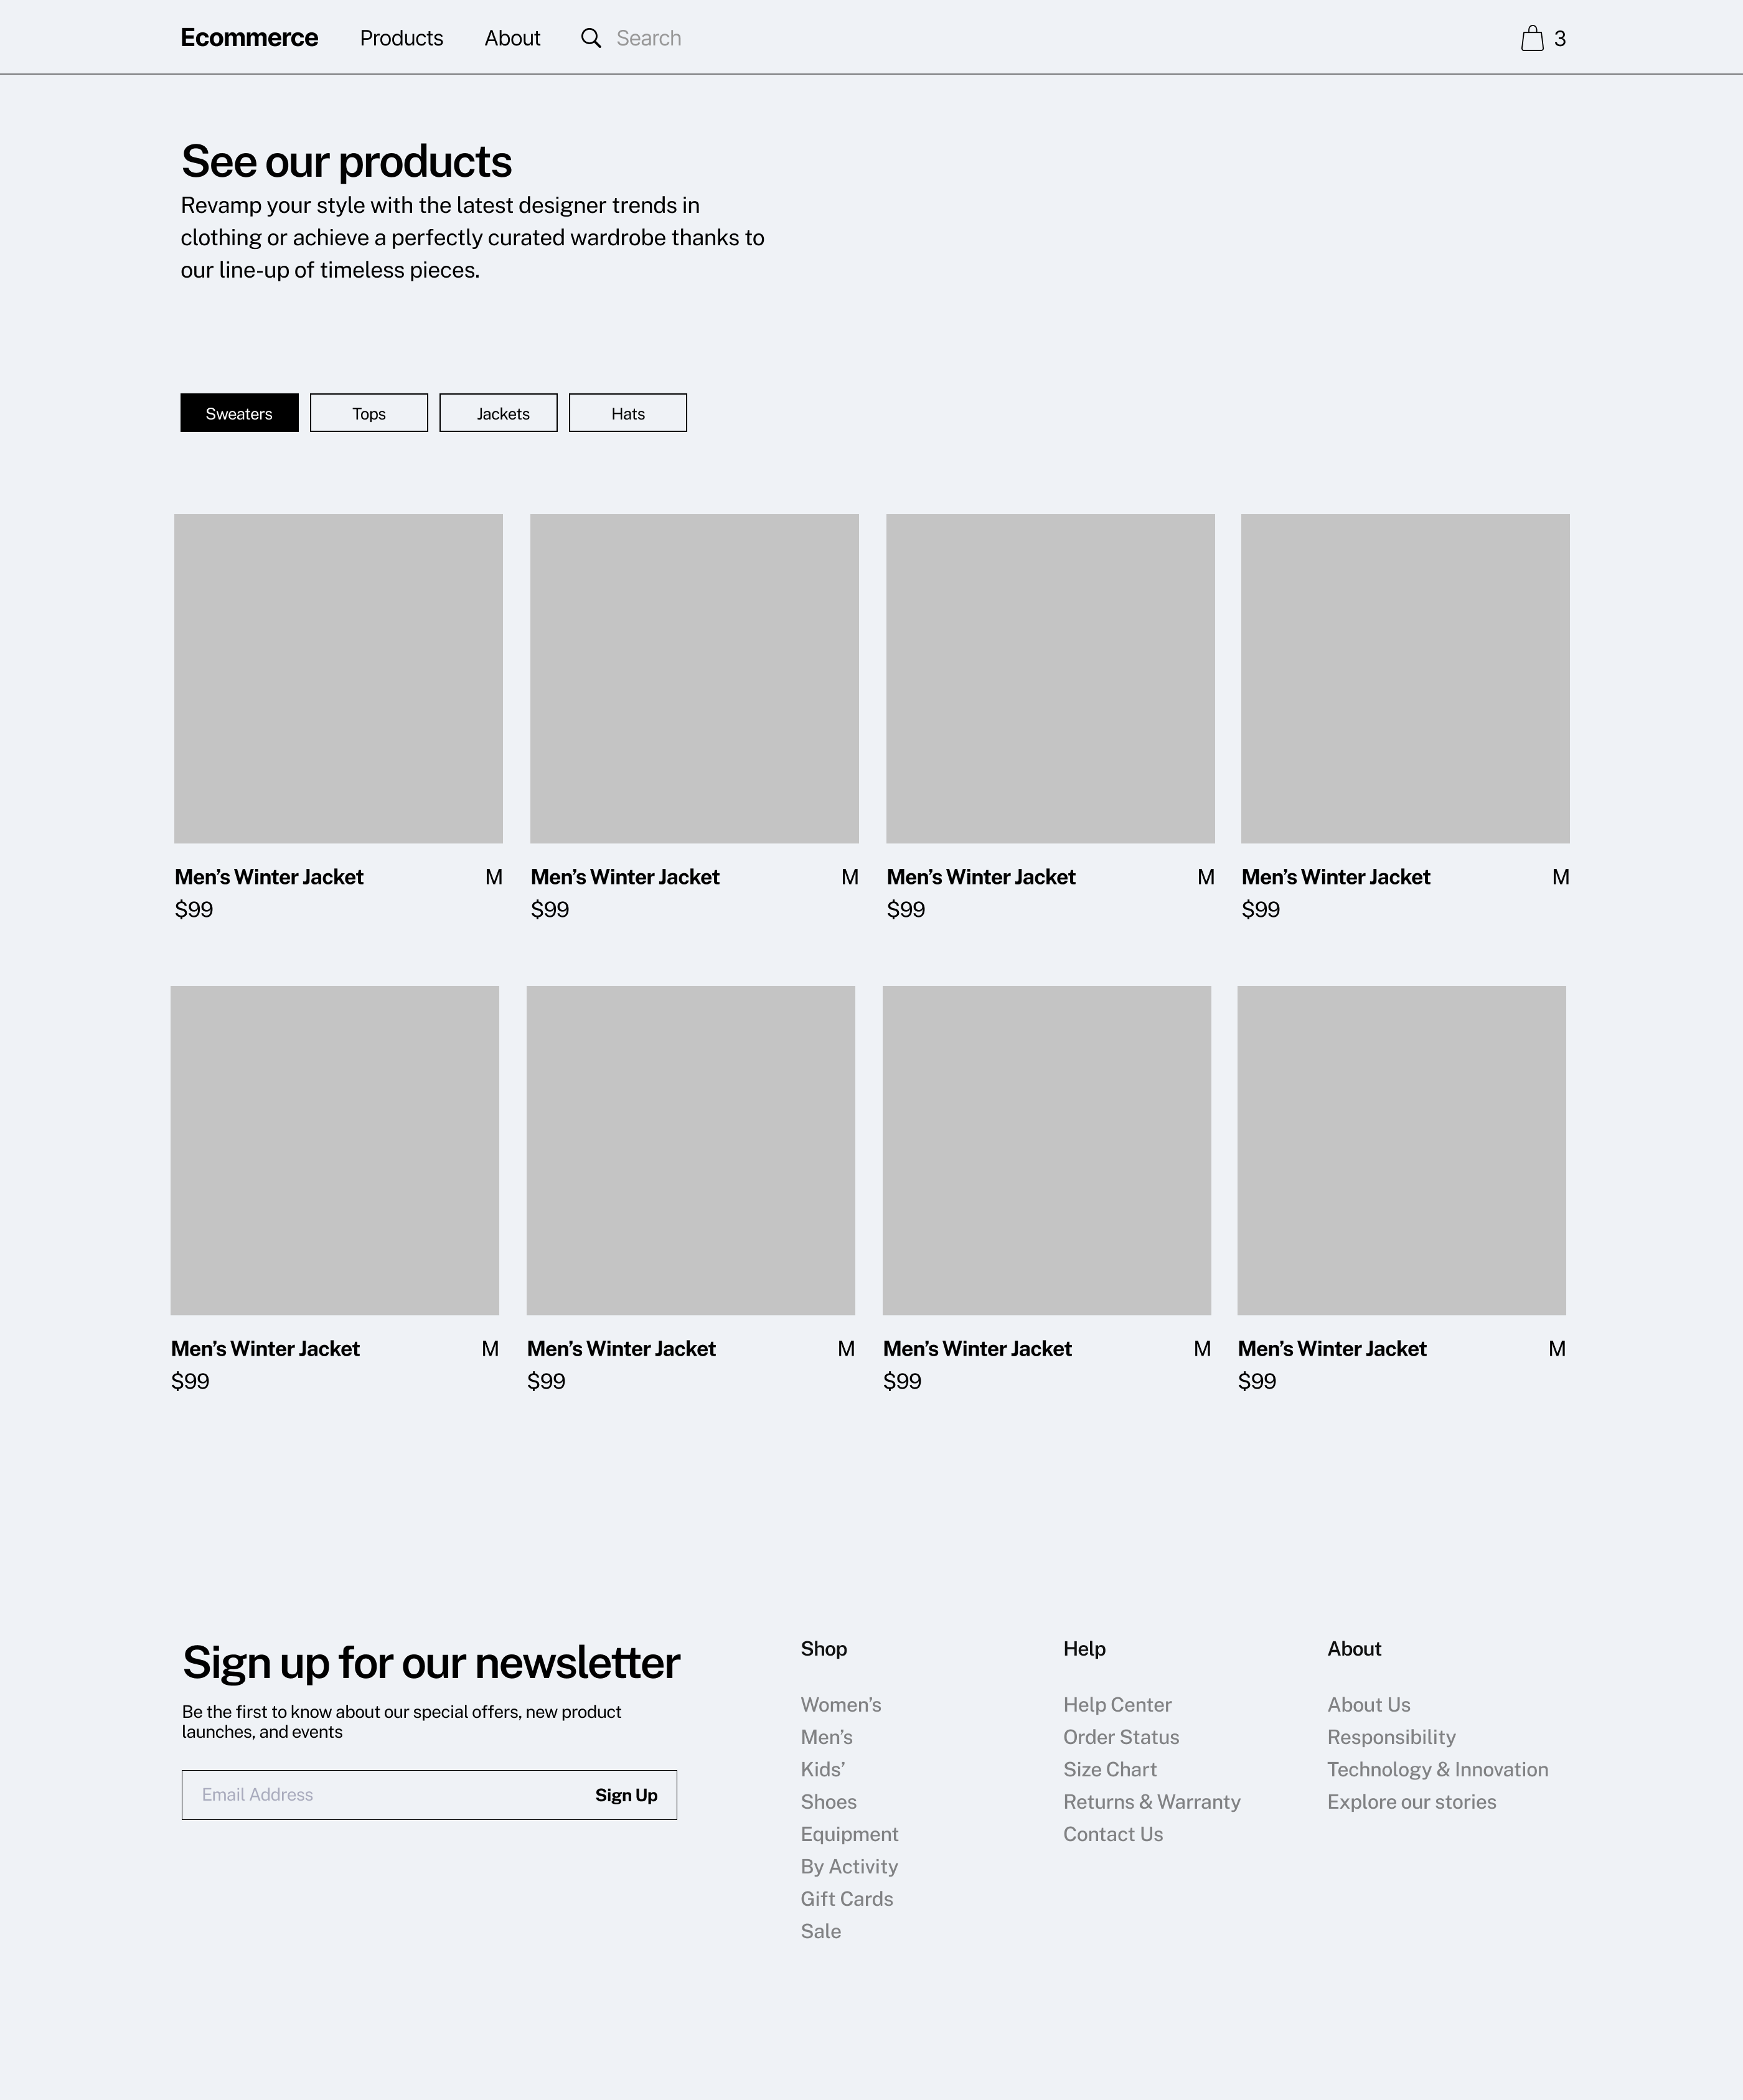 Ecommerce Products About Search 3
See our products
Revamp your style with the latest designer trends in
clothing or achieve a perfectly curated wardrobe thanks to
our line-up of timeless pieces.
Sweaters Tops Jackets Hats
Men’s Winter Jacket M Men’s Winter Jacket M Men’s Winter Jacket M Men’s Winter Jacket M
$99 $99 $99 $99
Men’s Winter Jacket M Men’s Winter Jacket M Men’s Winter Jacket M Men’s Winter Jacket M
$99 $99 $99 $99
Sign up for our newsletter
Be the first to know about our special offers, new product
launches, and events
Email Address Sign Up
Shop
Women’s
Men’s
Kids’
Shoes
Equipment
By Activity
Gift Cards
Sale
Help
Help Center
Order Status
Size Chart
Returns & Warranty
Contact Us
About
About Us
Responsibility
Technology & Innovation
Explore our stories